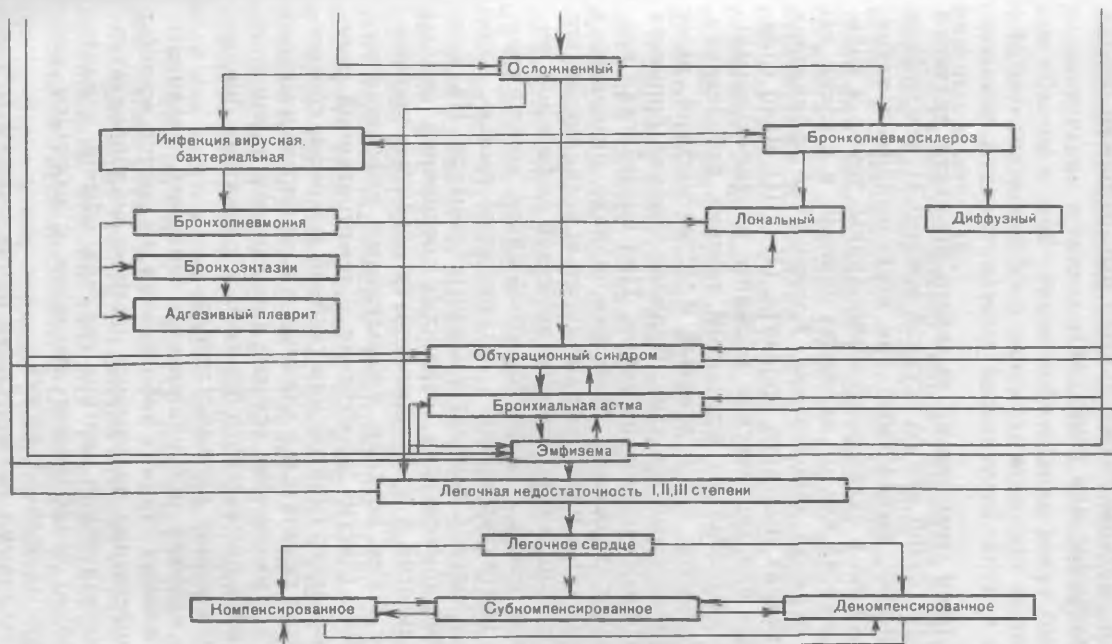 Осложненный
Инфекция вирусная,
бактериальная
Бронхопневмосклероз
Бронхопневмония
Локальный
Диффузный
Бронхоэктазии
Адгезивный плеврит
Обтурационный синдром
Бронхиальная астма
Эмфизема
Легочная недостаточность I,II,III степени
Легочное сердце
Компенсированное
Субкомпенсированное
Декомпенсированное